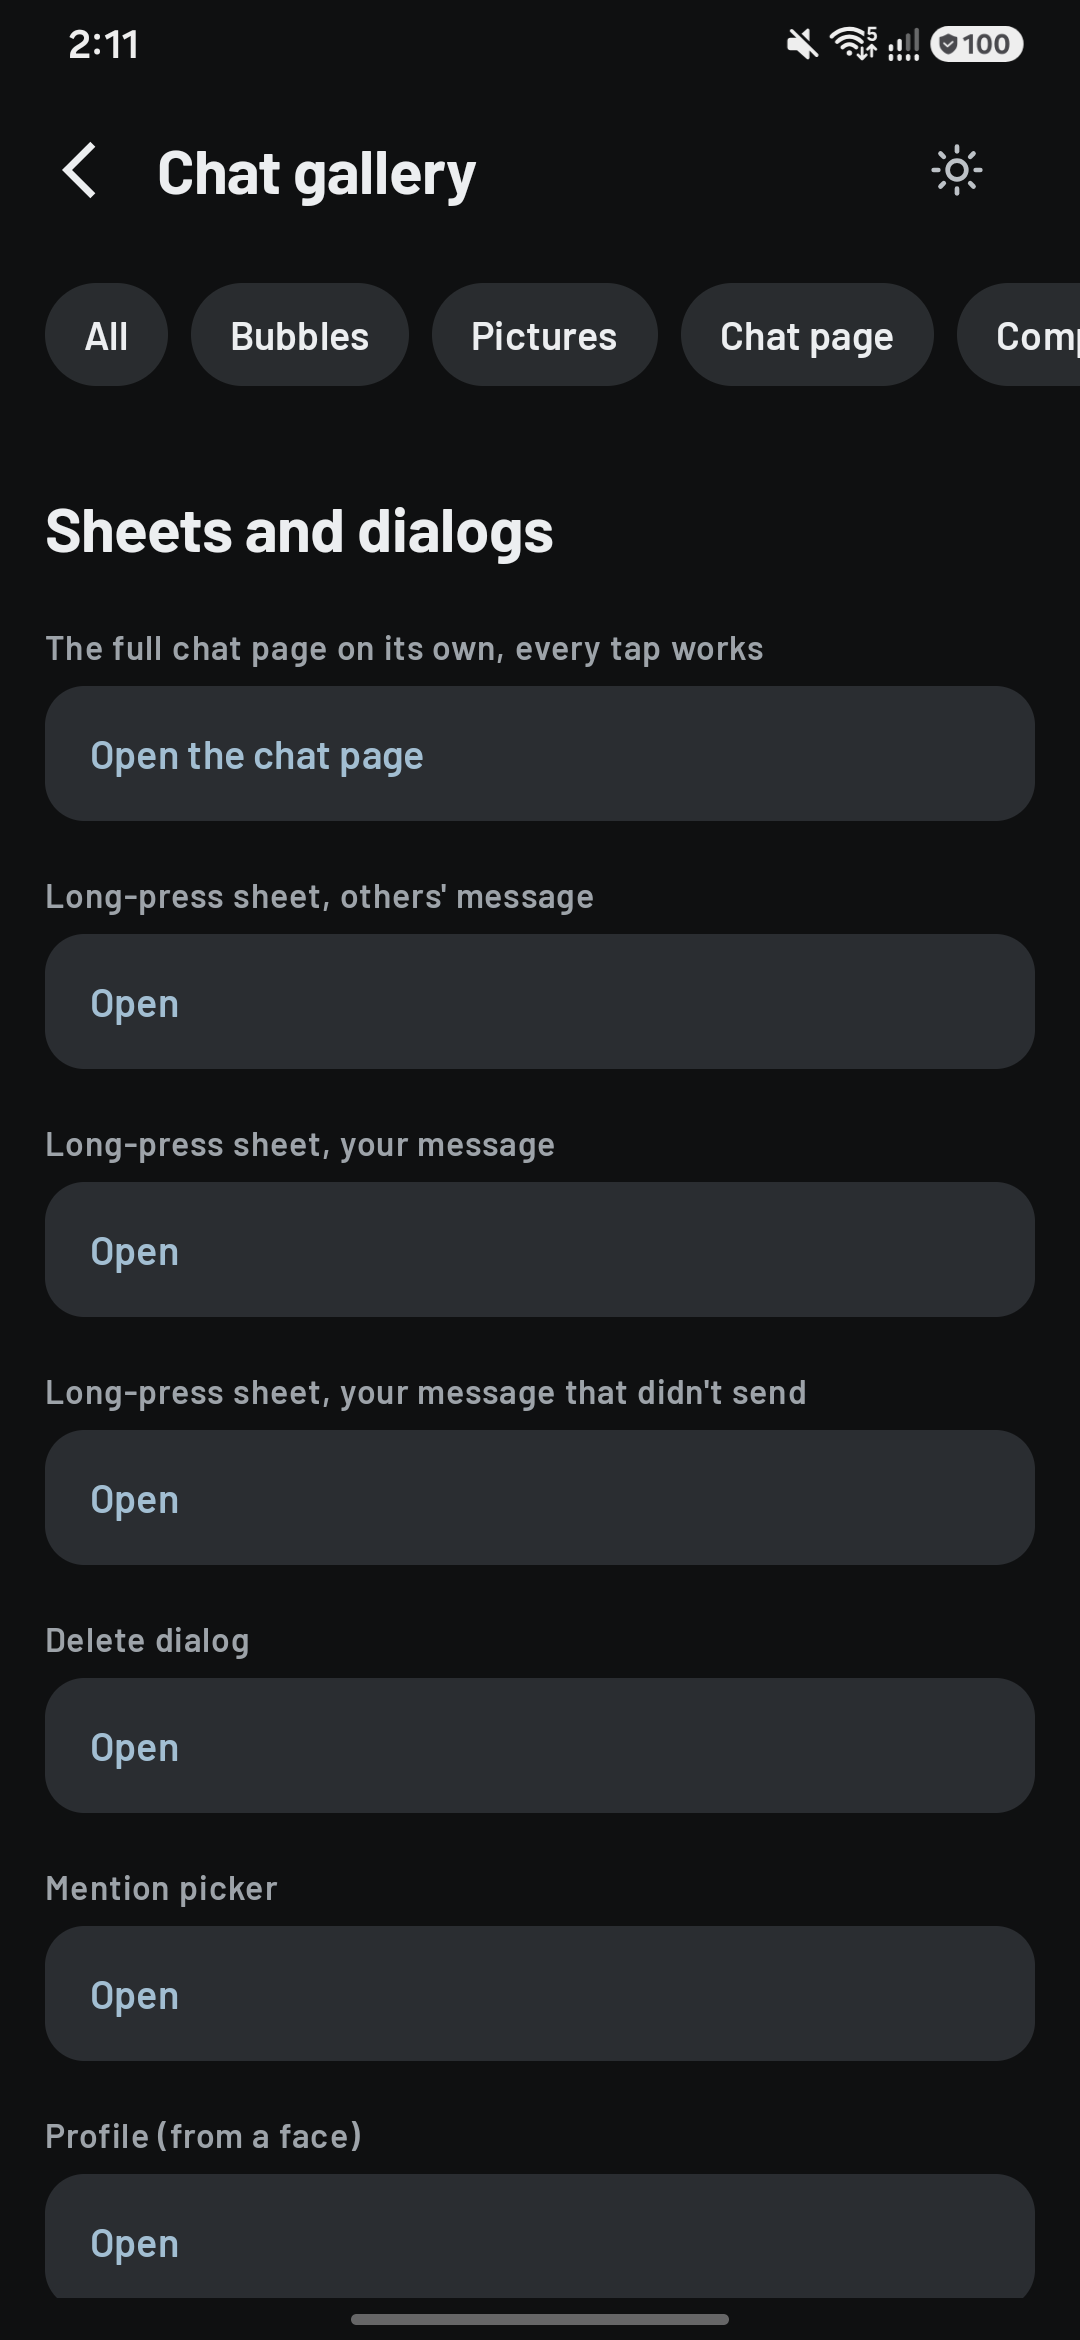 2:11
5
100
Chat gallery
All
Bubbles
Pictures
Chat page
Comp
Sheets and dialogs
The full chat page on its own, every tap works
Open the chat page
Long-press sheet, others' message
Open
Long-press sheet, your message
Open
Long-press sheet, your message that didn't send
Open
Delete dialog
Open
Mention picker
Open
Profile (from a face)
Open